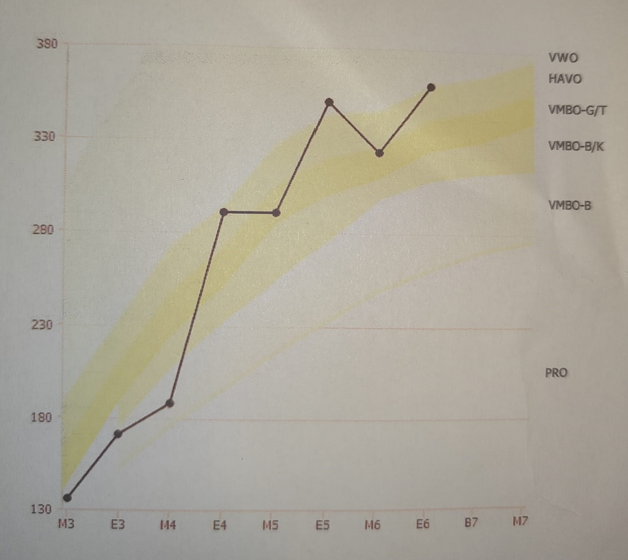 380
330
280
230
180
130
M3 E3 M4 E4 M5 E5 M6 E6 B7 M7
VWO
HAVO
VMBO-G/T
VMBO-B/K
VMBO-B
PRO